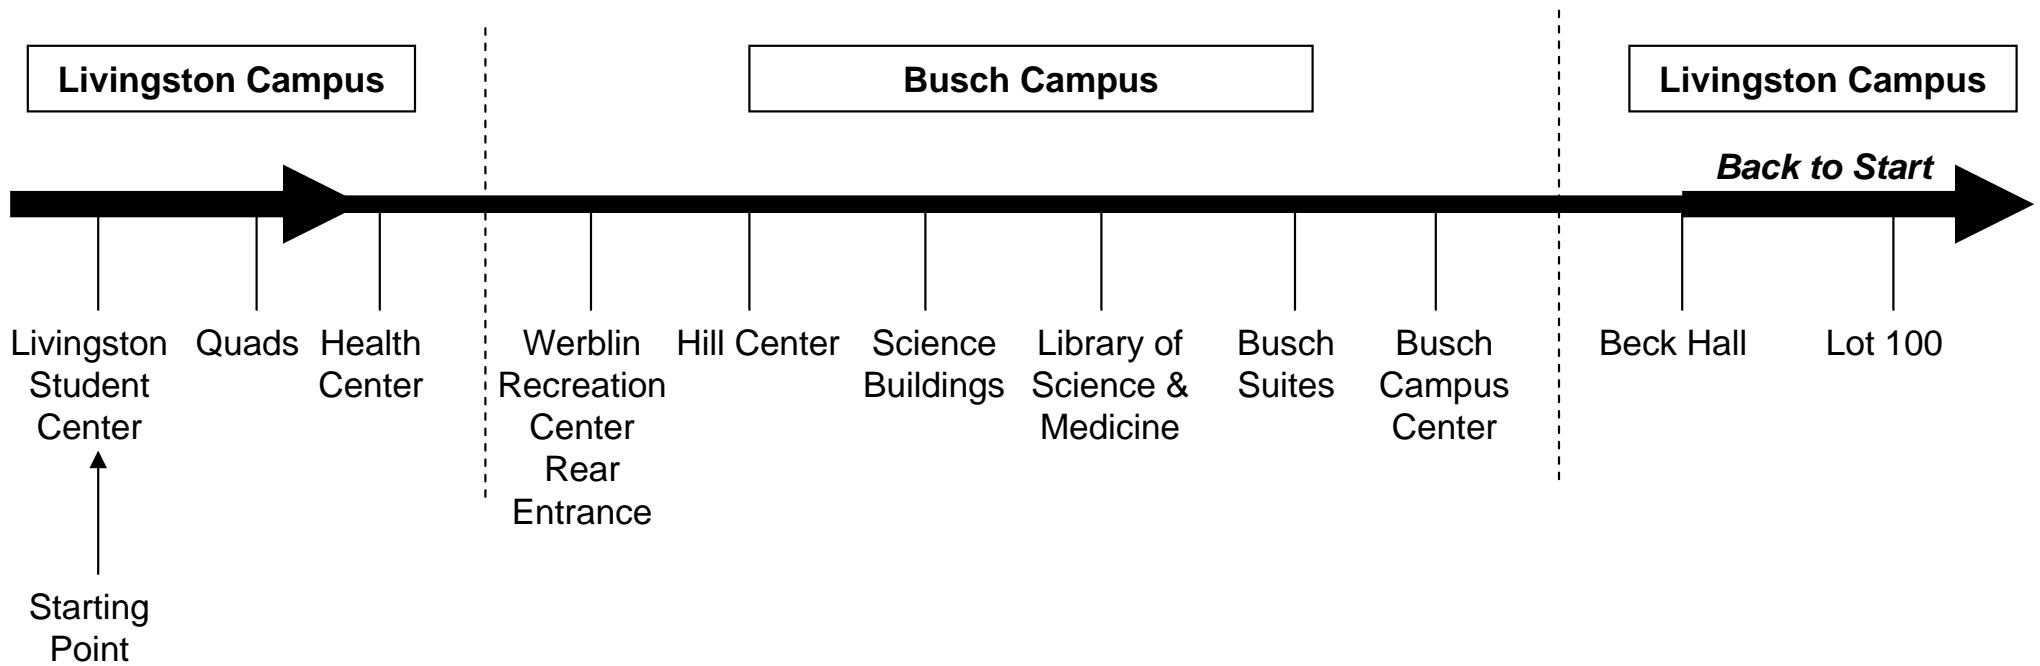 Livingston Campus
Busch Campus
Livingston Campus
Back to Start
Livingston
Student
Center
Quads
Health
Center
Werblin
Recreation
Center
Rear
Entrance
Hill Center
Science
Buildings
Library of
Science &
Medicine
Busch
Suites
Busch
Campus
Center
Beck Hall
Lot 100
Starting
Point